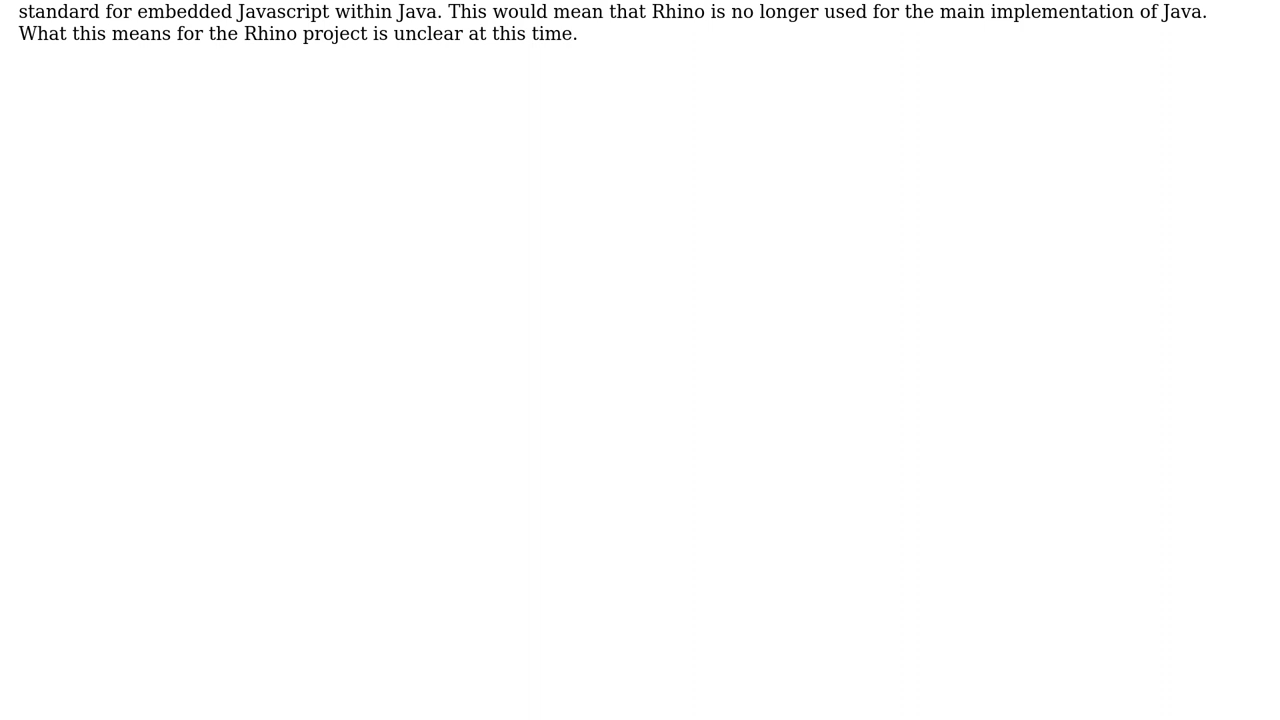 standard for embedded Javascript within Java. This would mean that Rhino is no longer used for the main implementation of Java.
What this means for the Rhino project is unclear at this time.